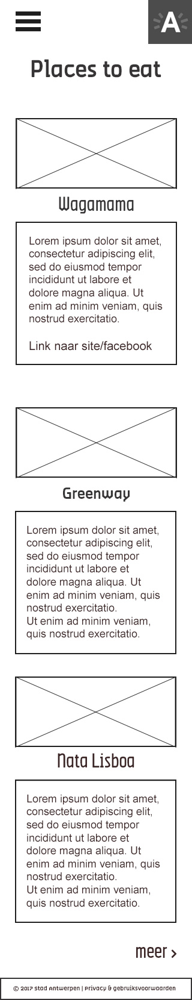 A
Places to eat
Wagamama
Lorem ipsum dolor sit amet,
consectetur adipiscing elit,
sed do eiusmod tempor
incididunt ut labore et
dolore magna aliqua. Ut
enim ad minim veniam, quis
nostrud exercitatio.
Link naar site/facebook
Greenway
Lorem ipsum dolor sit amet,
consectetur adipiscing elit,
sed do eiusmod tempor
incididunt ut labore et
dolore magna aliqua. Ut
enim ad minim veniam, quis
nostrud exercitatio.
Ut enim ad minim veniam,
quis nostrud exercitatio.
Nata Lisboa
Lorem ipsum dolor sit amet,
consectetur adipiscing elit,
sed do eiusmod tempor
incididunt ut labore et
dolore magna aliqua. Ut
enim ad minim veniam, quis
nostrud exercitatio.
Ut enim ad minim veniam,
quis nostrud exercitatio.
meer >
© 2017 Stad Antwerpen | Privacy & gebruiksvoorwaarden